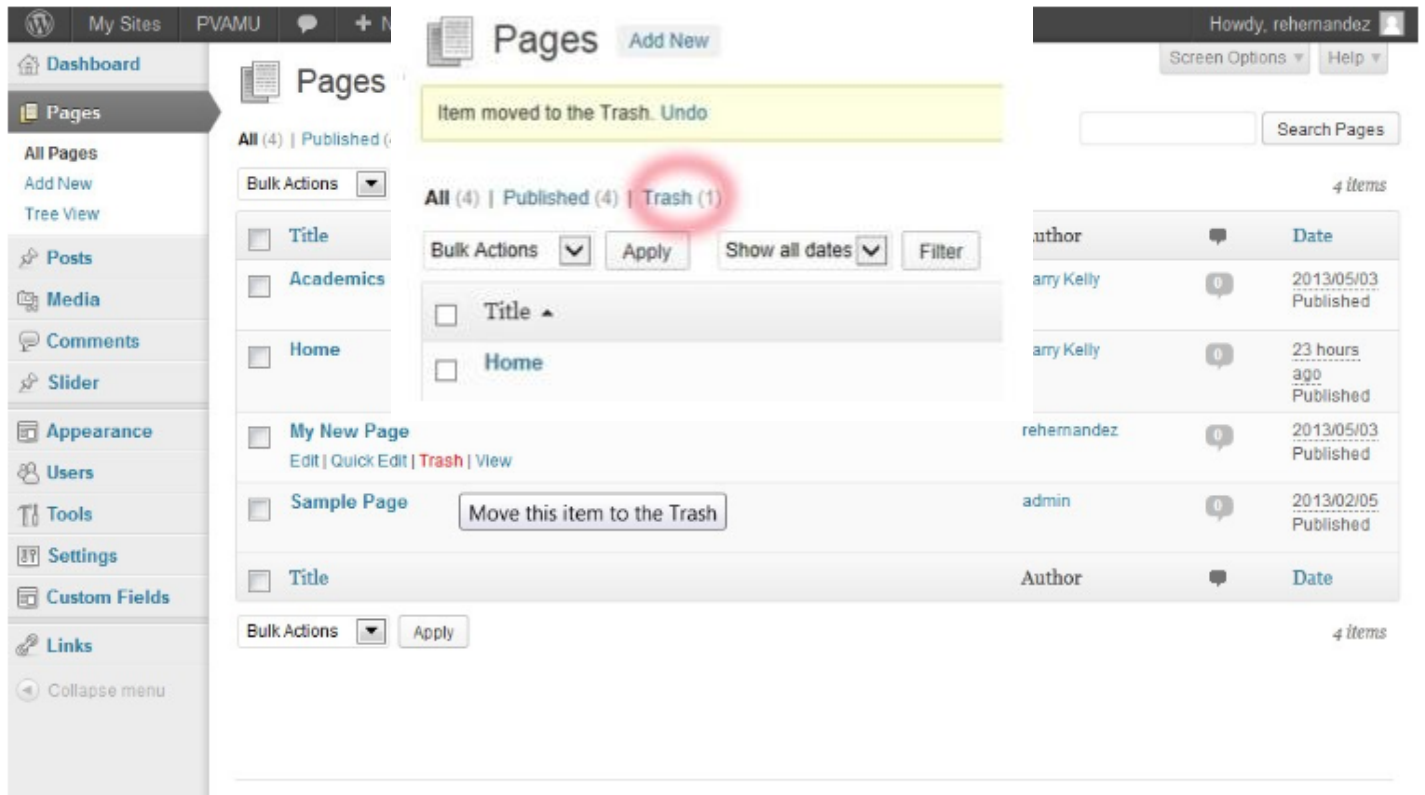 My Sites PVAMU + N
Howdy, rehernandez
Screen Options Help
Dashboard
Pages
All Pages
Add New
Tree View
Posts
Media
Comments
Slider
Appearance
Users
Tools
Settings
Custom Fields
Links
Collapse menu
Pages
All (4) | Published (
Bulk Actions
Search Pages
4 items
Pages Add New
Item moved to the Trash. Undo
All (4) | Published (4) | Trash (1)
Bulk Actions Apply Show all dates Filter
Title
Home
Title uthor Date
Academics arry Kelly 0 2013/05/03
Published
Home arry Kelly 0 23 hours
ago
Published
My New Page rehernandez 0 2013/05/03
Edit | Quick Edit | Trash | View Published
Sample Page admin 0 2013/02/05
Published
Move this item to the Trash
Title Author Date
Bulk Actions Apply 4 items